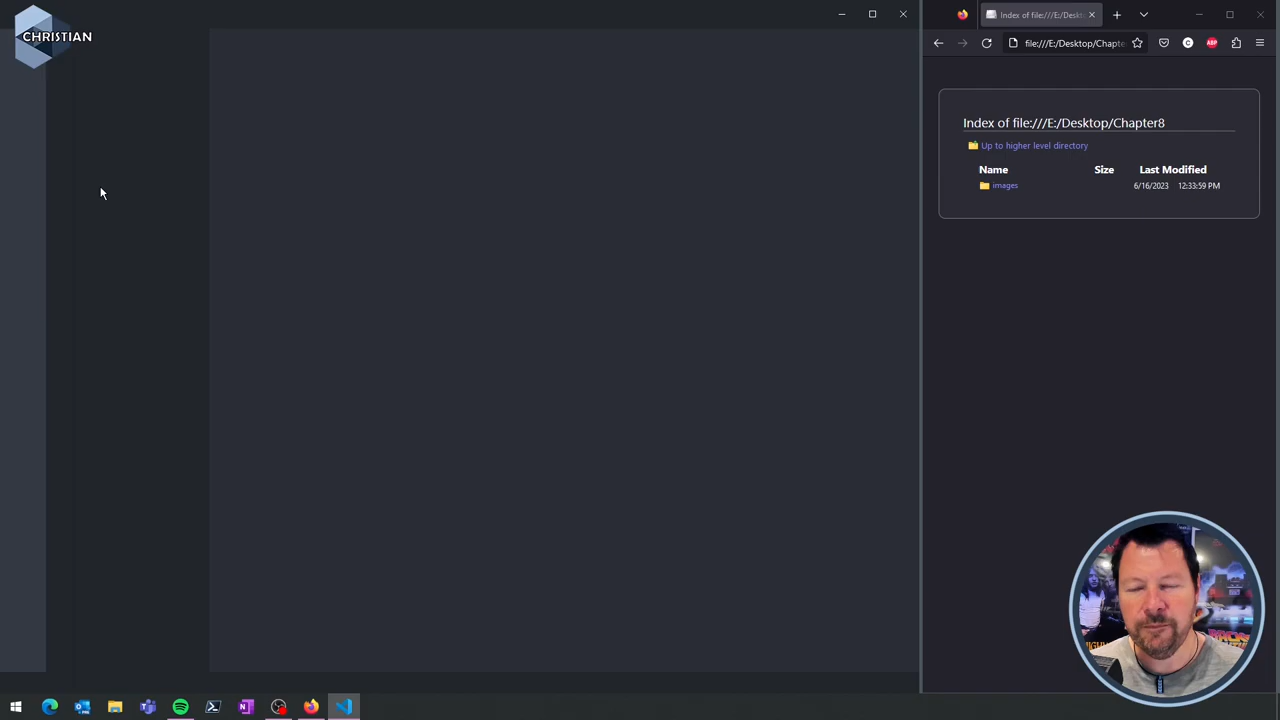 CHRISTIAN
Index of file:///E:/Deskt
file:///E:/Desktop/Chapte
ABP
Index of file:///E:/Desktop/Chapter8
Up to higher level directory
Name Size Last Modified
images 6/16/2023 12:33:59 PM